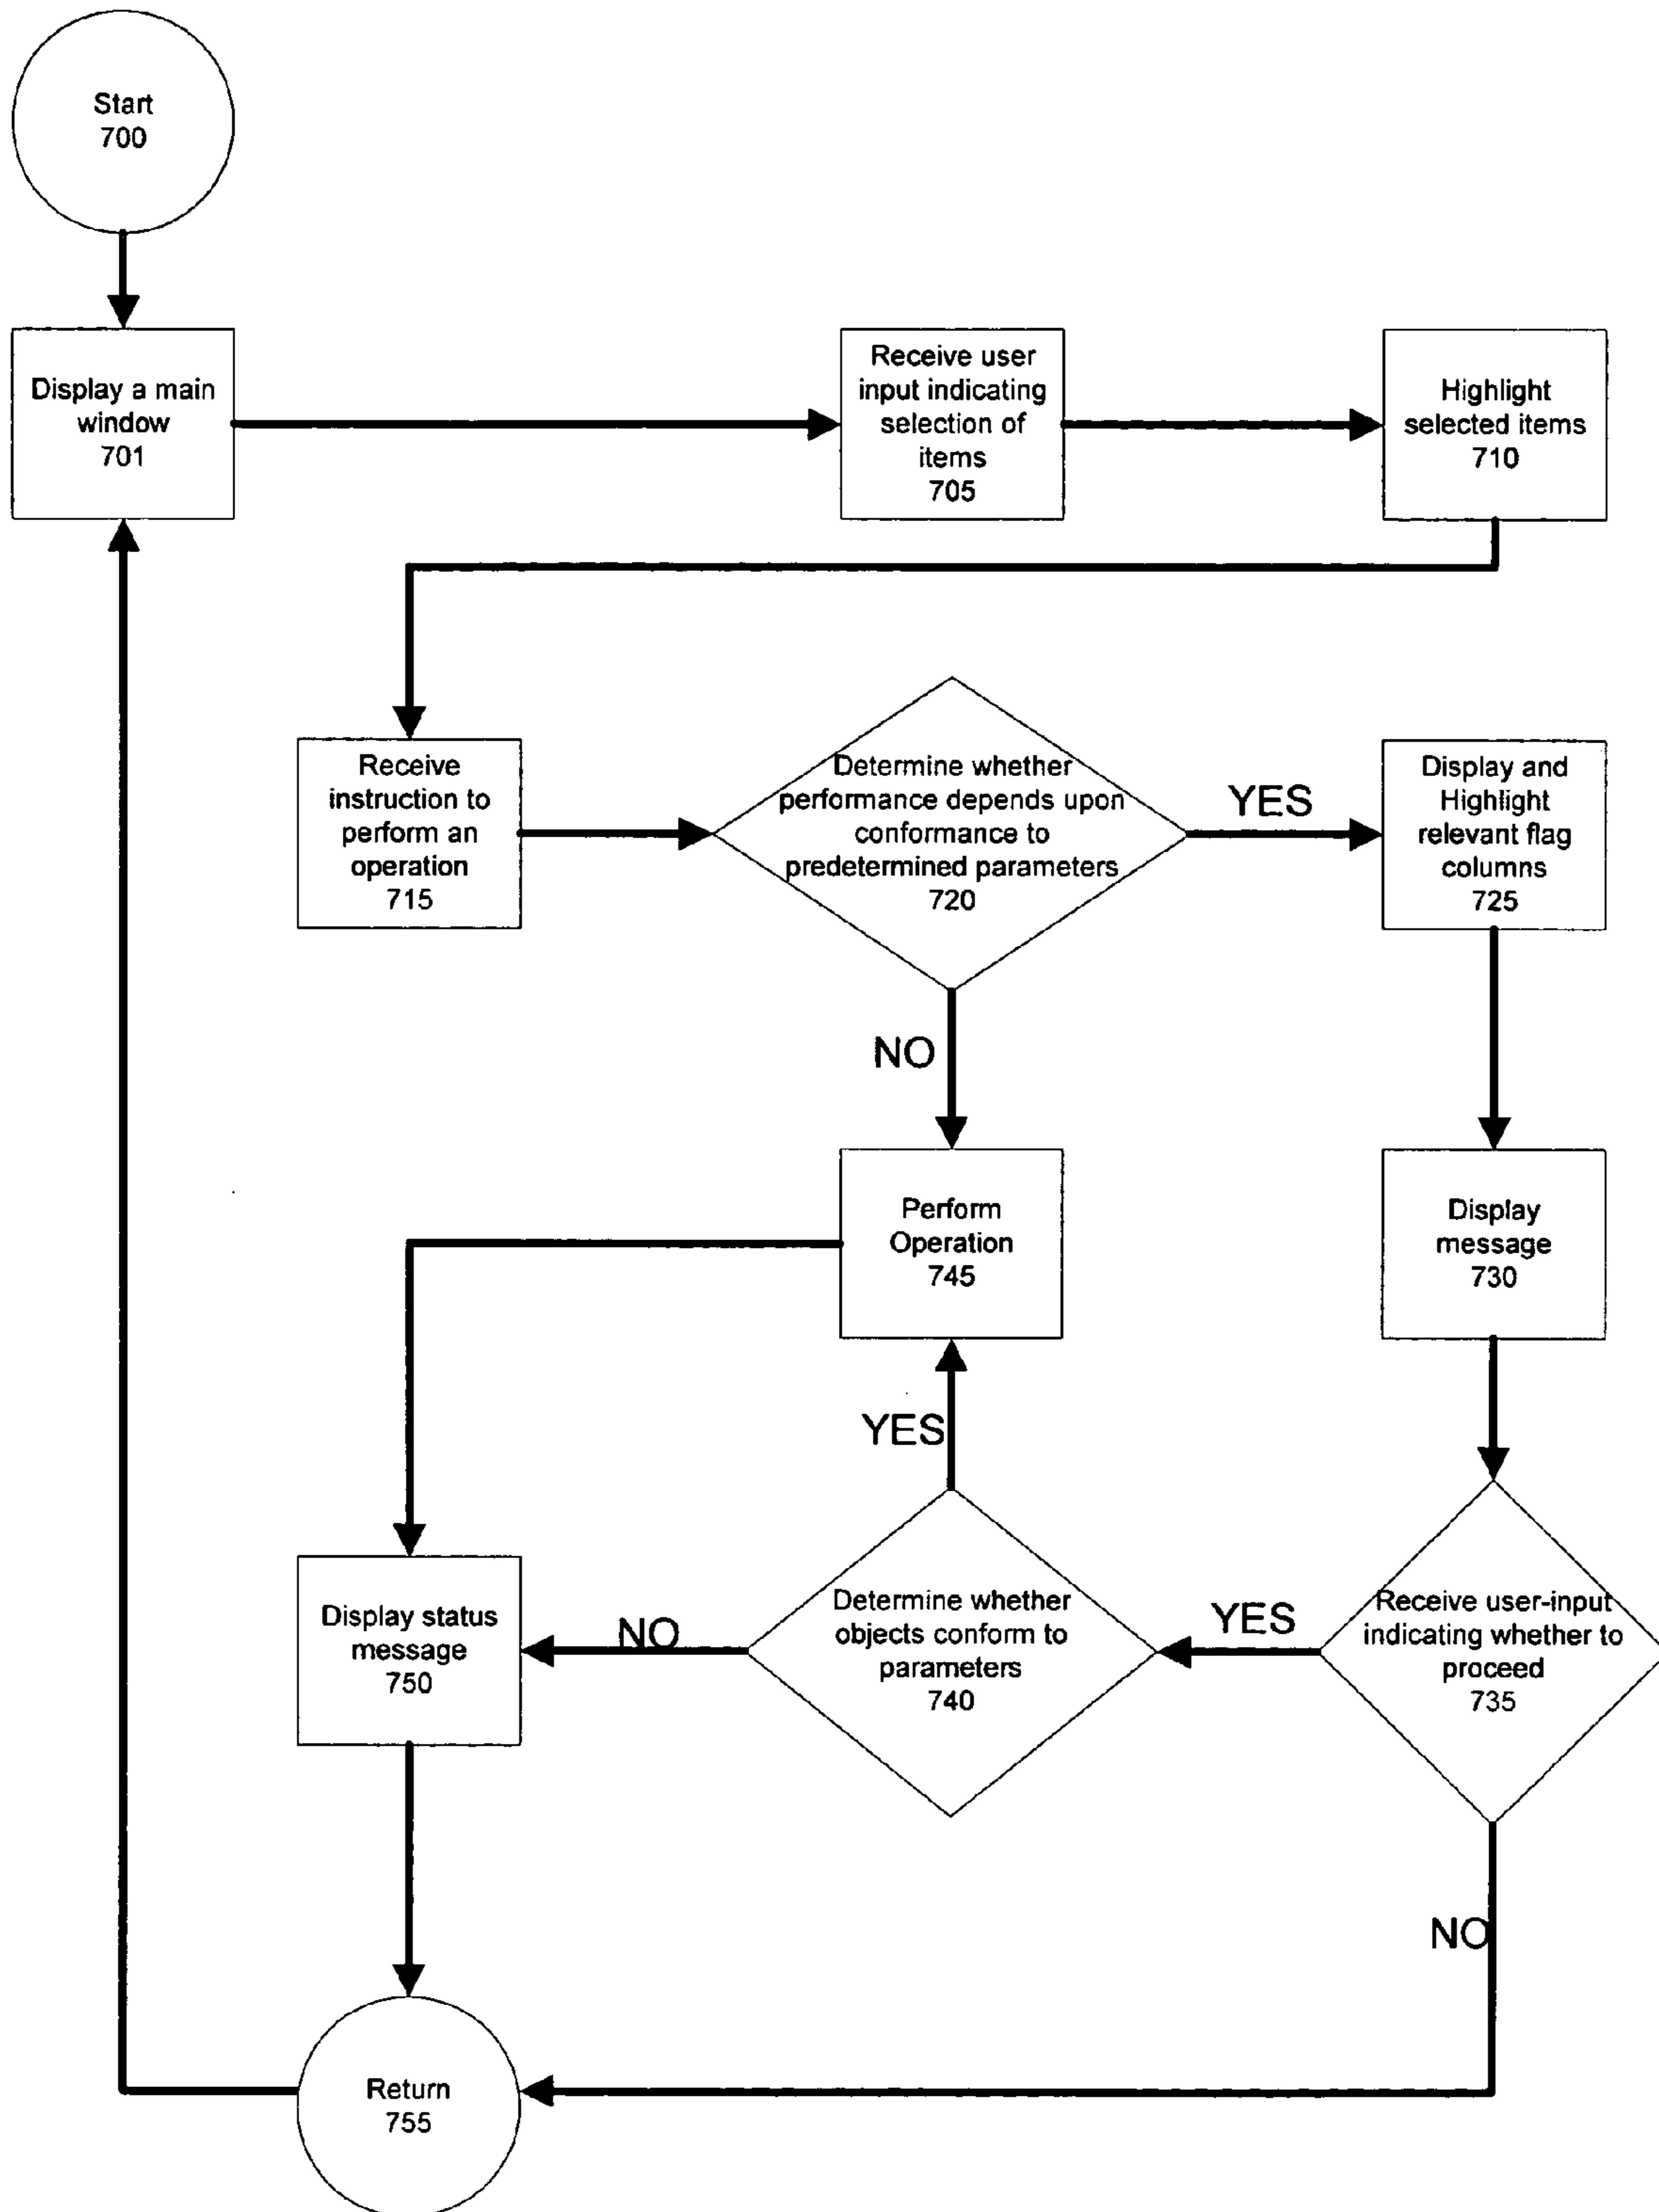 Start
700
Display a main
window
701
Receive user
input indicating
selection of
items
705
Highlight
selected items
710
Receive
instruction to
perform an
operation
715
Determine whether
performance depends upon
conformance to
predetermined parameters
720
YES
Display and
Highlight
relevant flag
columns
725
NO
Perform
Operation
745
Display
message
730
YES
Display status
message
750
NO
Determine whether
objects conform to
parameters
740
YES
Receive user-input
indicating whether to
proceed
735
NO
Return
755